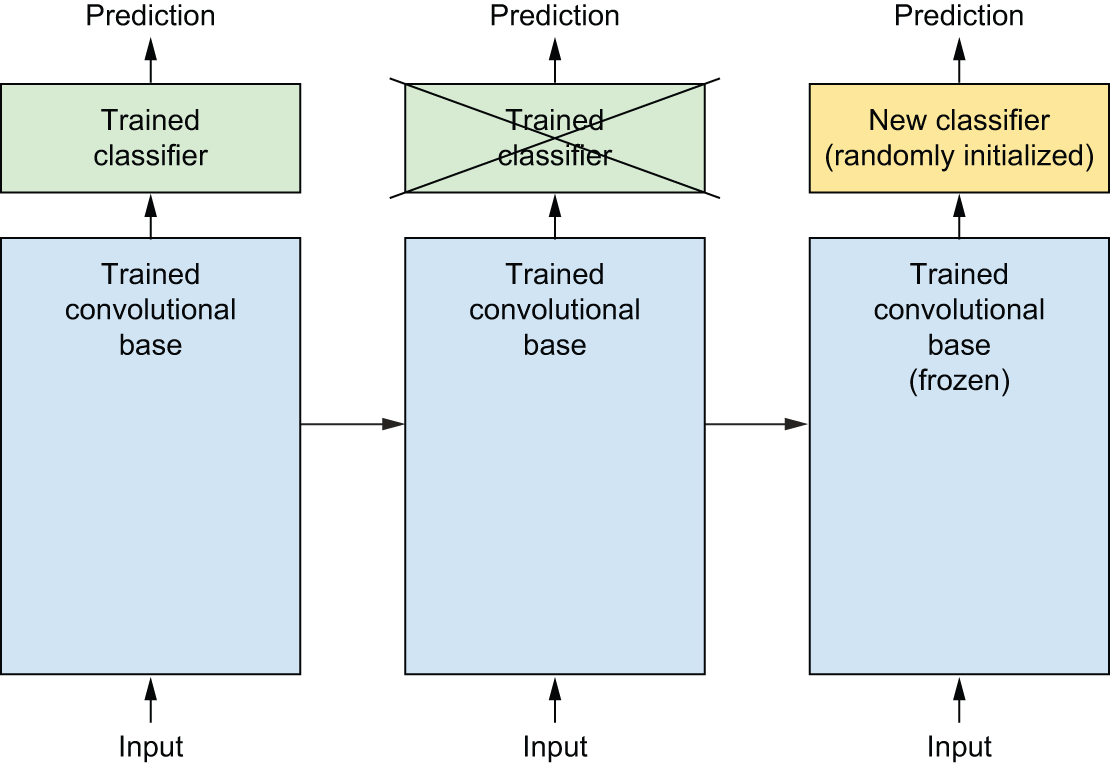 Prediction
Prediction
Prediction
Trained
classifier
Trained
classifier
New classifier
(randomly initialized)
Trained
convolutional
base
Trained
convolutional
base
Trained
convolutional
base
(frozen)
Input
Input
Input